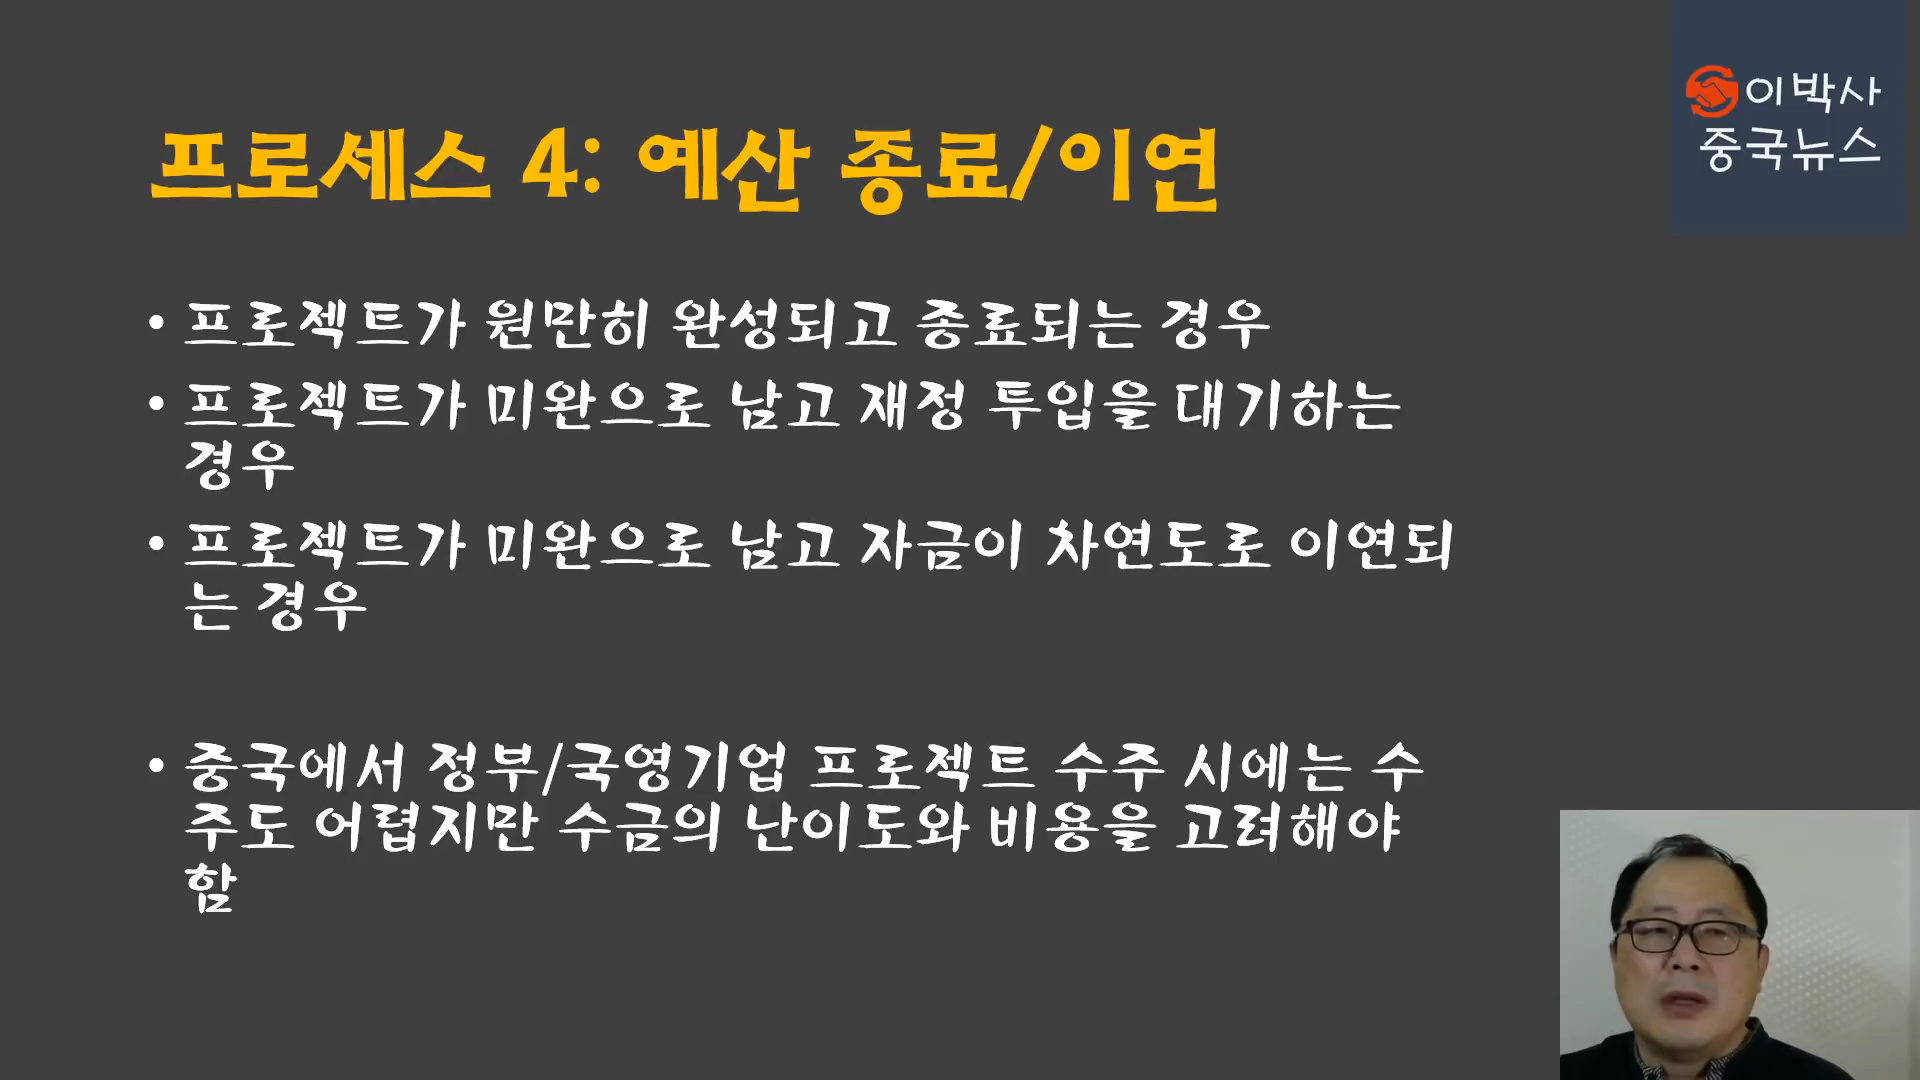 이박사
중국뉴스
프로세스 4: 예산 종료/이연
• 프로젝트가 원만히 완성되고 종료되는 경우
• 프로젝트가 미완으로 남고 재정 투입을 대기하는
경우
• 프로젝트가 미완으로 남고 자금이 차연도로 이연되
는 경우
• 중국에서 정부/국영기업 프로젝트 수주 시에는 수
주도 어렵지만 수금의 난이도와 비용을 고려해야
함